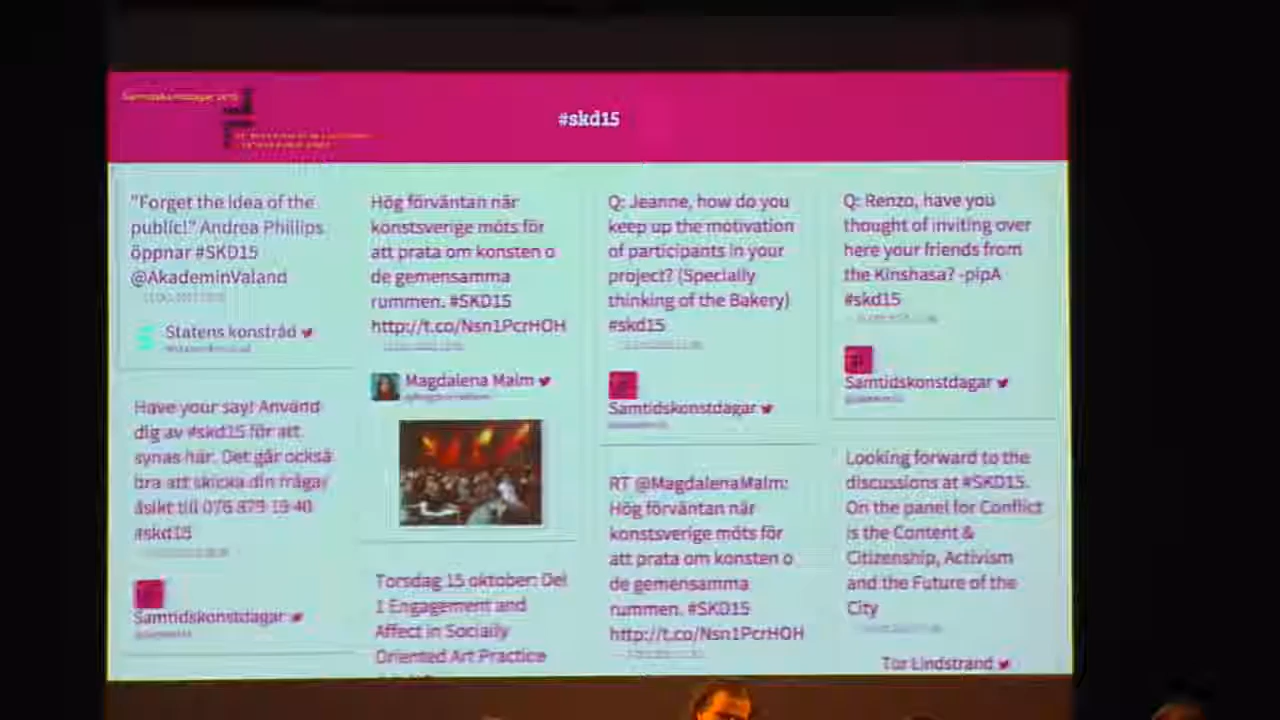 Samtidskonstdagar 2015
#skd15
"Forget the idea of the
public!" Andrea Phillips
öppnar #SKD15
@AkademinValand
Statens konstråd
Have your say! Använd
dig av #skd15 för att
synas här. Det går också
bra att skicka din fråga/
åsikt till 076 879 19 40
#skd15
Samtidskonstdagar
Hög förväntan när
konstsverige möts för
att prata om konsten o
de gemensamma
rummen. #SKD15
http://t.co/Nsn1PcrHOH
Magdalena Malm
Torsdag 15 oktober: Del
1 Engagement and
Affect in Socially
Oriented Art Practice
Q: Jeanne, how do you
keep up the motivation
of participants in your
project? (Specially
thinking of the Bakery)
#skd15
Samtidskonstdagar
RT @MagdalenaMalm:
Hög förväntan när
konstsverige möts för
att prata om konsten o
de gemensamma
rummen. #SKD15
http://t.co/Nsn1PcrHOH
Q: Renzo, have you
thought of inviting over
here your friends from
the Kinshasa? -pipA
#skd15
Samtidskonstdagar
Looking forward to the
discussions at #SKD15.
On the panel for Conflict
is the Content &
Citizenship, Activism
and the Future of the
City
Tor Lindstrand